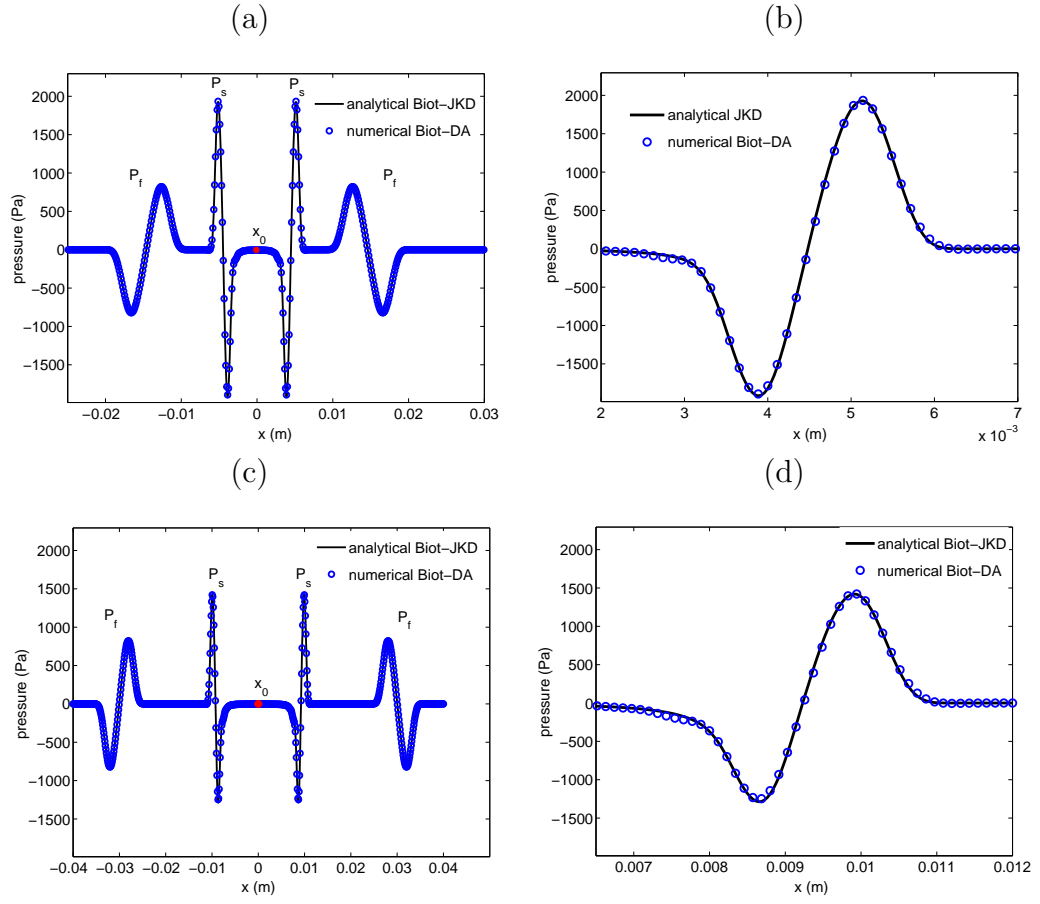 (a)
P_s
P_s
P_f
P_f
x_0
analytical Biot−JKD
numerical Biot−DA
2000
1500
1000
500
0
−500
−1000
−1500
pressure (Pa)
−0.02
−0.01
0
0.01
0.02
0.03
x (m)
(b)
analytical JKD
numerical Biot−DA
2000
1500
1000
500
0
−500
−1000
−1500
pressure (Pa)
2
3
4
5
6
7
x (m)
x 10^−3
(c)
P_s
P_s
P_f
P_f
x_0
analytical Biot−JKD
numerical Biot−DA
2000
1500
1000
500
0
−500
−1000
−1500
pressure (Pa)
−0.04
−0.03
−0.02
−0.01
0
0.01
0.02
0.03
0.04
x (m)
(d)
analytical Biot−JKD
numerical Biot−DA
2000
1500
1000
500
0
−500
−1000
−1500
pressure (Pa)
0.007
0.008
0.009
0.01
0.011
0.012
x (m)